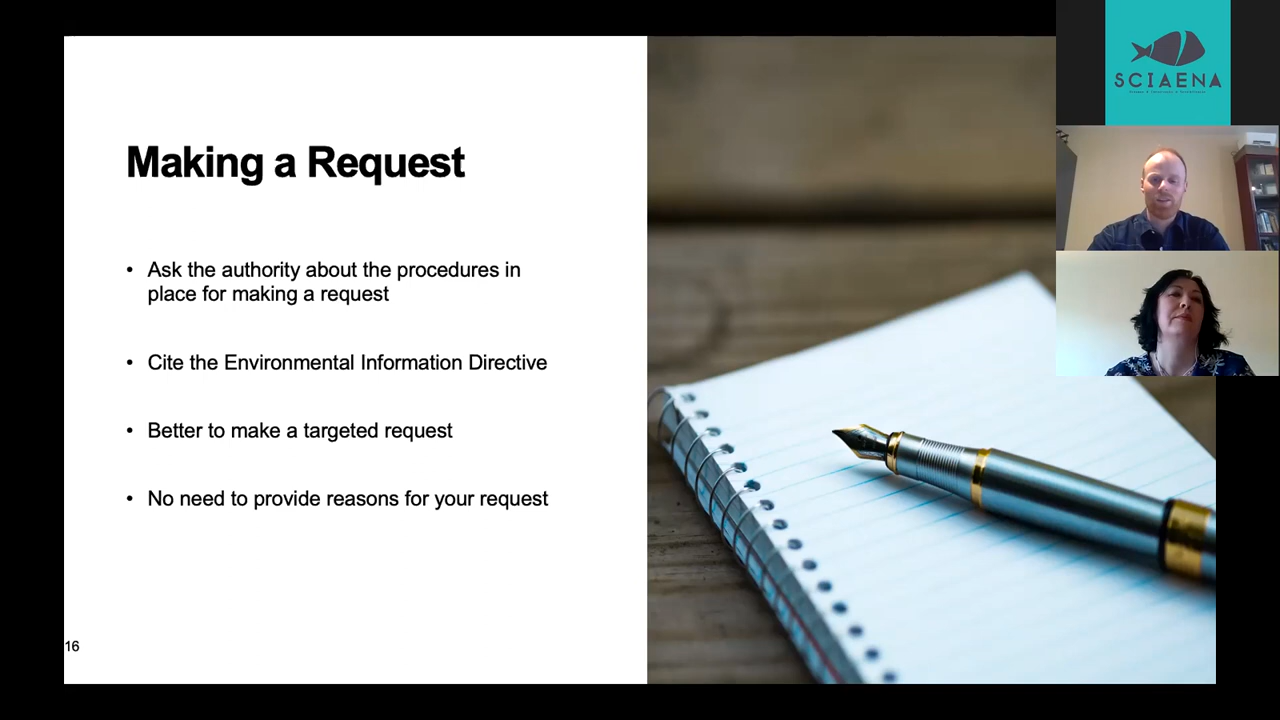 Making a Request
• Ask the authority about the procedures in
place for making a request
• Cite the Environmental Information Directive
• Better to make a targeted request
• No need to provide reasons for your request
16
SCIAENA